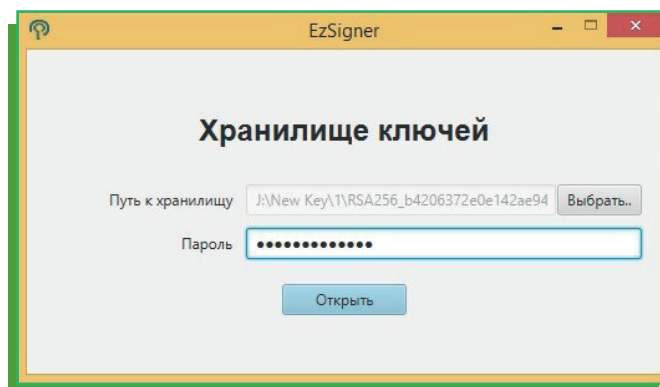 EzSigner
Хранилище ключей
Путь к хранилищу J:\New Key\1\RSA256_b4206372e0e142ae94 Выбрать..
Пароль •••••••••••••
Открыть